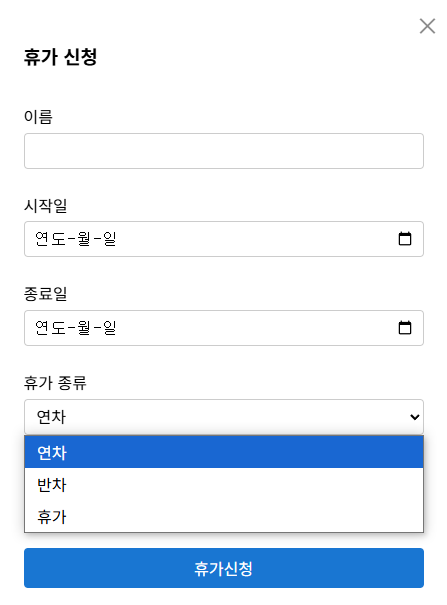 휴가 신청
이름
시작일
연도-월-일
종료일
연도-월-일
휴가 종류
연차
연차
반차
휴가
휴가신청